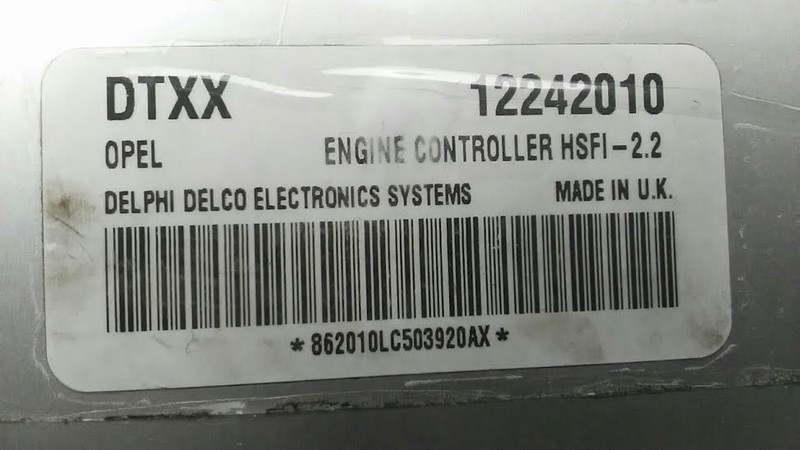 DTXX 12242010
OPEL ENGINE CONTROLLER HSFI-2.2
DELPHI DELCO ELECTRONICS SYSTEMS MADE IN U.K.
*862010LC503920AX*